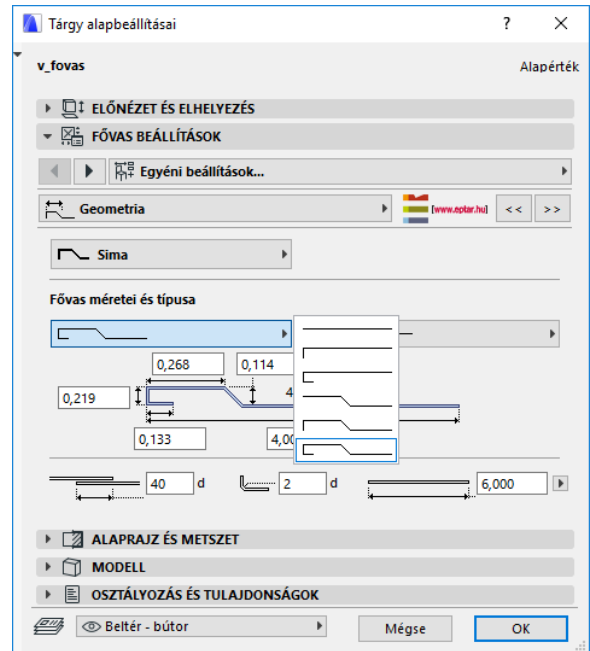 Tárgy alapbeállításai ? ×
v_fovas Alapérték
ELŐNÉZET ÉS ELHELYEZÉS
FŐVAS BEÁLLÍTÁSOK
Egyéni beállítások...
Geometria [www.eptar.hu] << >>
Sima
Fővas méretei és típusa
0,268 0,114
0,219 4
0,133 4,00
40 d 2 d 6,000
ALAPRAJZ ÉS METSZET
MODELL
OSZTÁLYOZÁS ÉS TULAJDONSÁGOK
Beltér - bútor Mégse OK